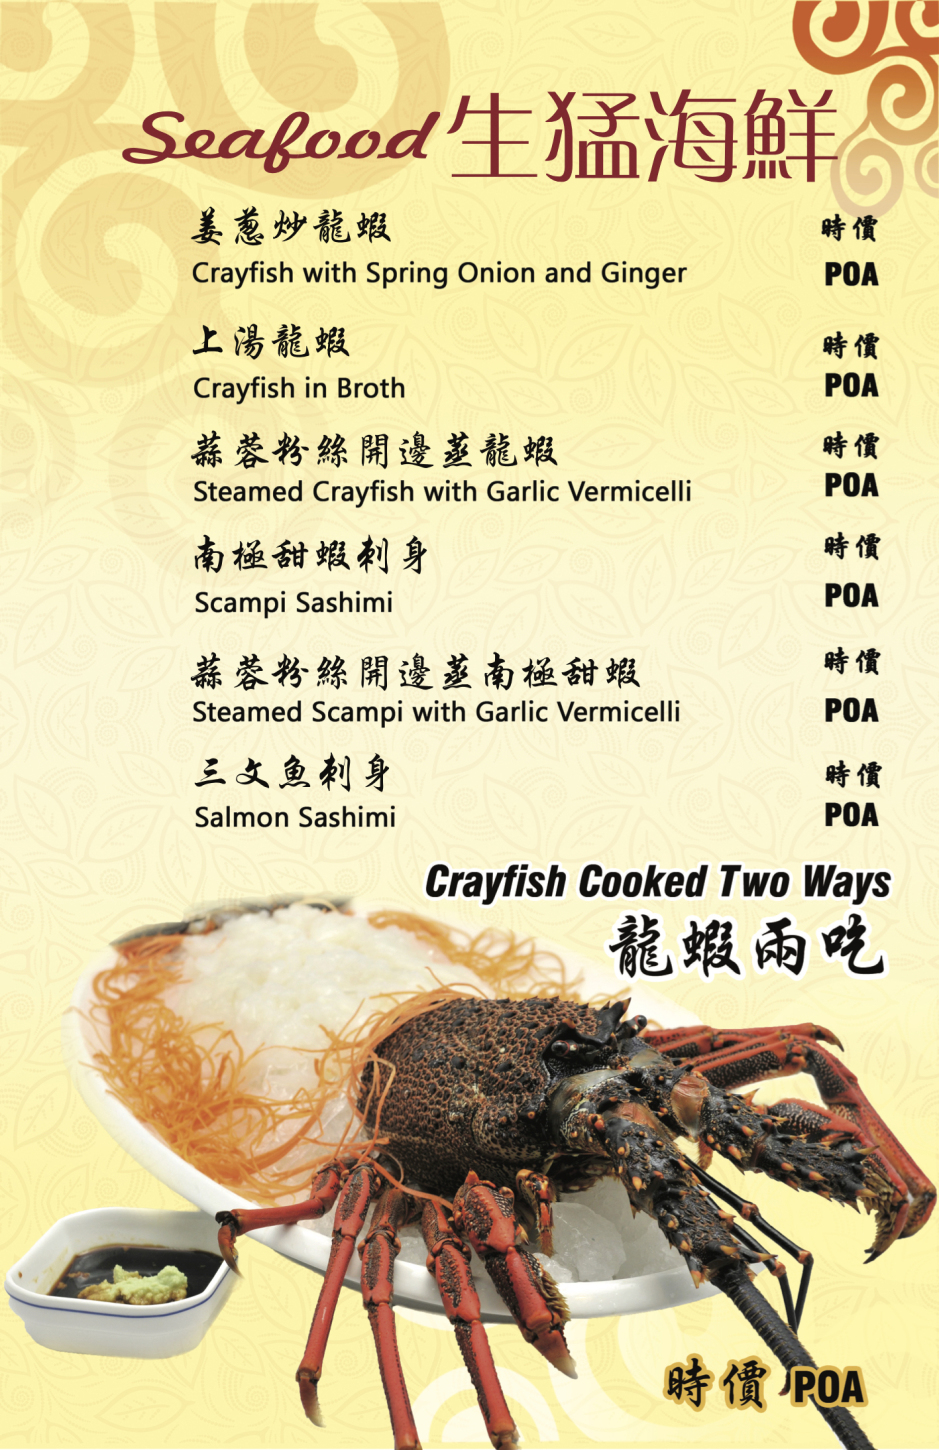 Seafood 生猛海鮮
姜蔥炒龍蝦 時價
Crayfish with Spring Onion and Ginger POA
上湯龍蝦 時價
Crayfish in Broth POA
蒜蓉粉絲開邊蒸龍蝦 時價
Steamed Crayfish with Garlic Vermicelli POA
南極甜蝦刺身 時價
Scampi Sashimi POA
蒜蓉粉絲開邊蒸南極甜蝦 時價
Steamed Scampi with Garlic Vermicelli POA
三文魚刺身 時價
Salmon Sashimi POA
Crayfish Cooked Two Ways
龍蝦兩吃
時價 POA